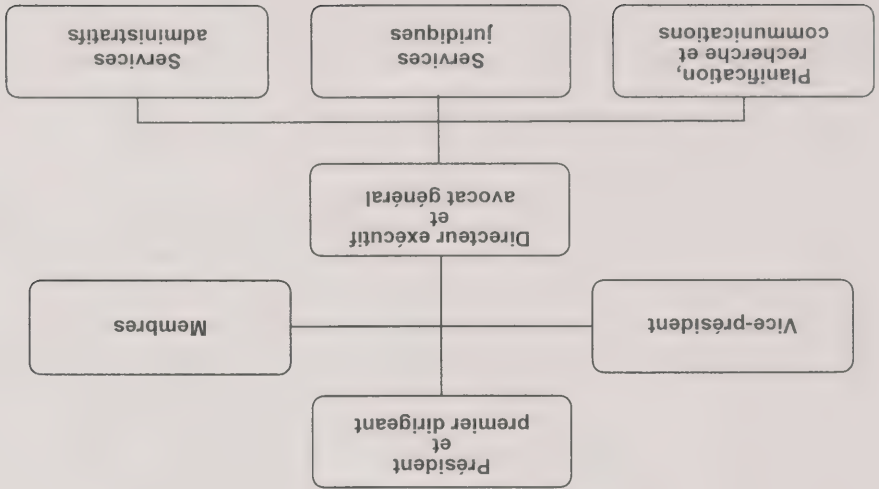 Président
et
premier dirigeant
Vice-président
Membres
Directeur exécutif
et
avocat général
Planification,
recherche et
communications
Services
juridiques
Services
administratifs